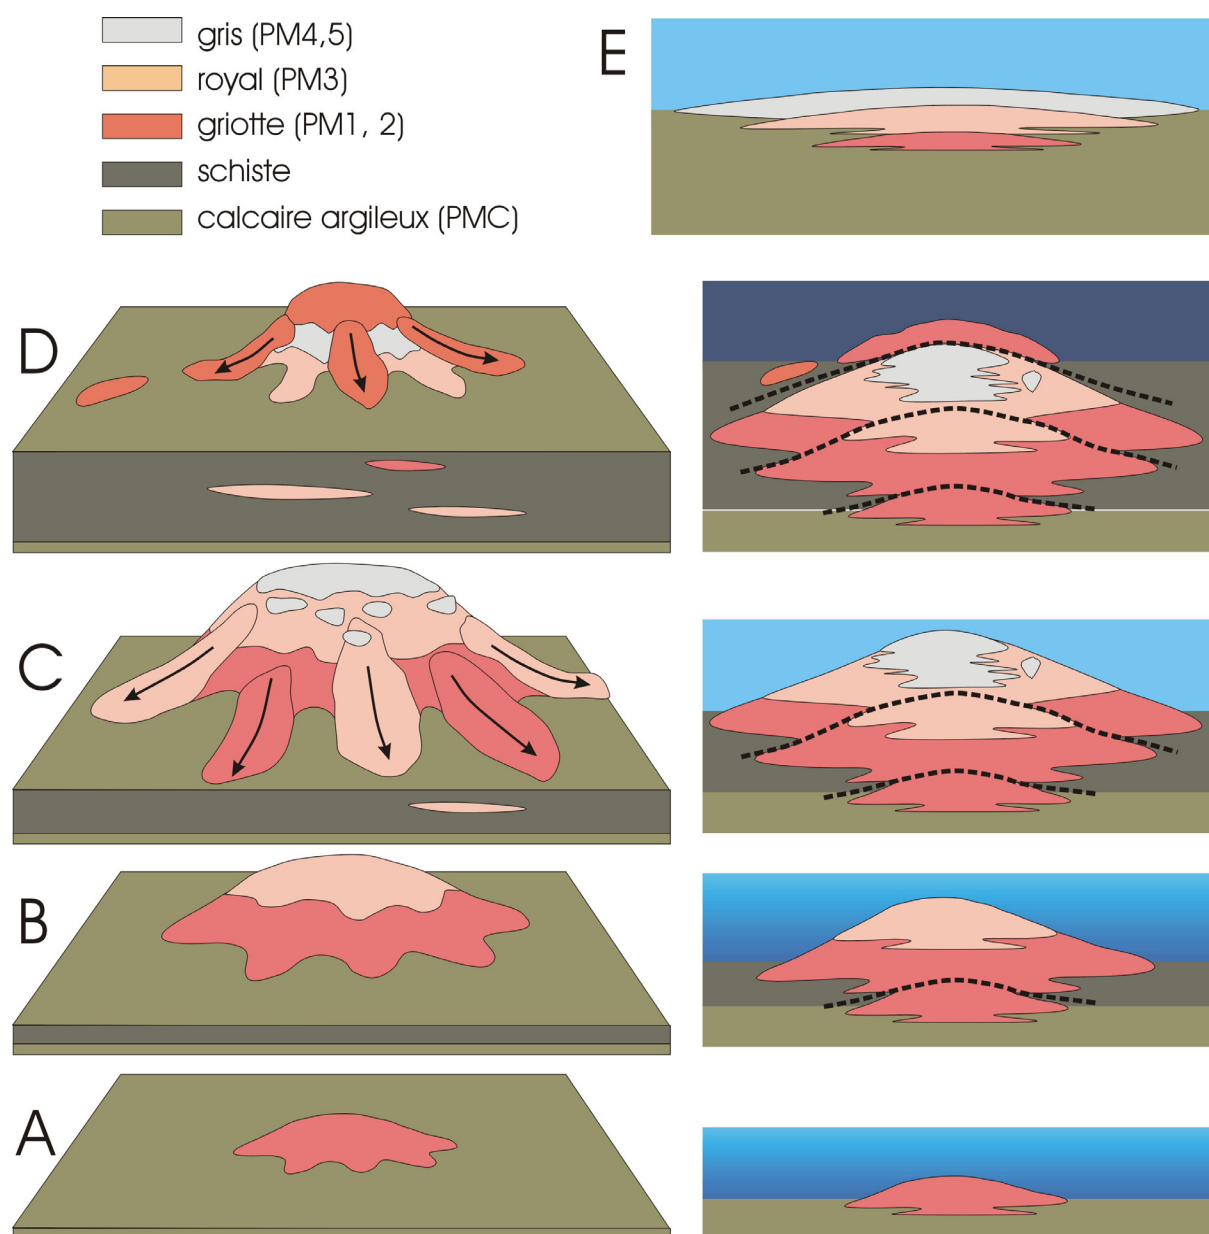 gris (PM4,5)
royal (PM3)
griotte (PM1, 2)
schiste
calcaire argileux (PMC)
E
D
C
B
A